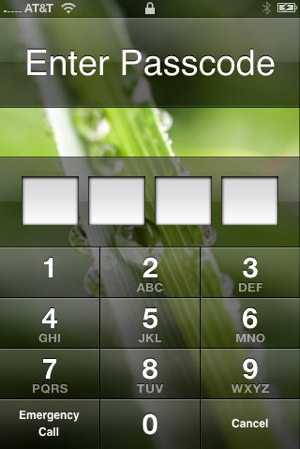 AT&T
Enter Passcode
1 2 3
ABC DEF
4 5 6
GHI JKL MNO
7 8 9
PQRS TUV WXYZ
Emergency
Call 0 Cancel